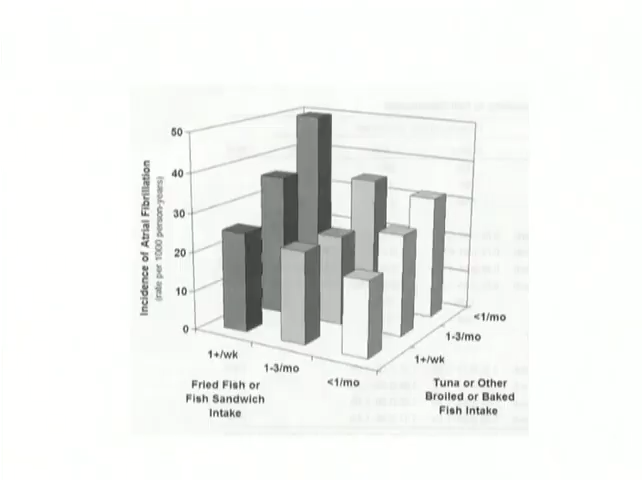 Incidence of Atrial Fibrillation
(rate per 1000 person-years)
50
40
30
20
10
0
1+/wk
1-3/mo
<1/mo
Fried Fish or
Fish Sandwich
Intake
<1/mo
1-3/mo
1+/wk
Tuna or Other
Broiled or Baked
Fish Intake